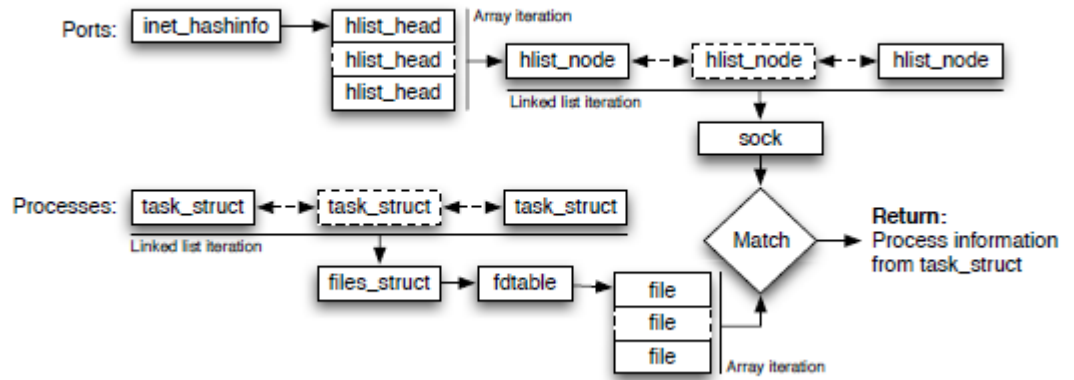 Ports:
inet_hashinfo
hlist_head
hlist_head
hlist_head
Array iteration
hlist_node
hlist_node
hlist_node
Linked list iteration
sock
Processes:
task_struct
task_struct
task_struct
Linked list iteration
files_struct
fdtable
file
file
file
Array iteration
Match
Return:
Process information
from task_struct